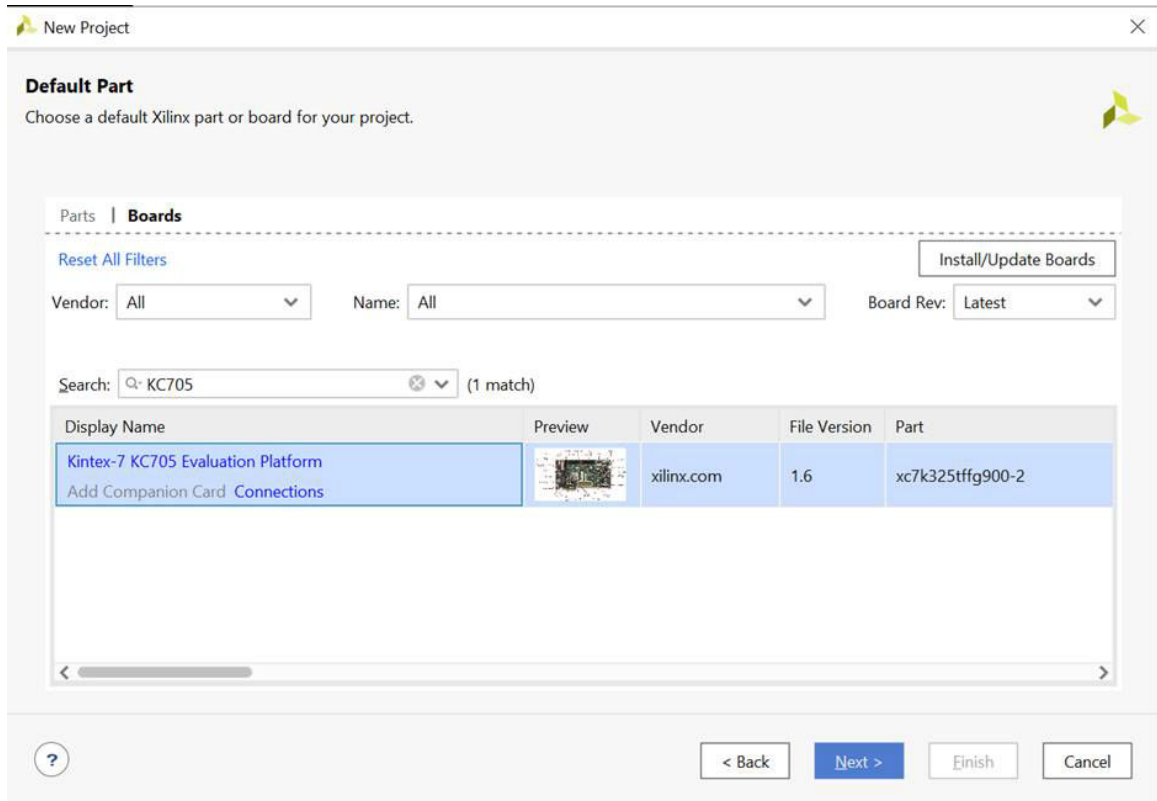 New Project
Default Part
Choose a default Xilinx part or board for your project.
Parts | Boards
Reset All Filters
Install/Update Boards
Vendor: All Name: All Board Rev: Latest
Search: KC705 (1 match)
Display Name Preview Vendor File Version Part
Kintex-7 KC705 Evaluation Platform
xilinx.com 1.6 xc7k325tffg900-2
Add Companion Card Connections
? < Back Next > Finish Cancel